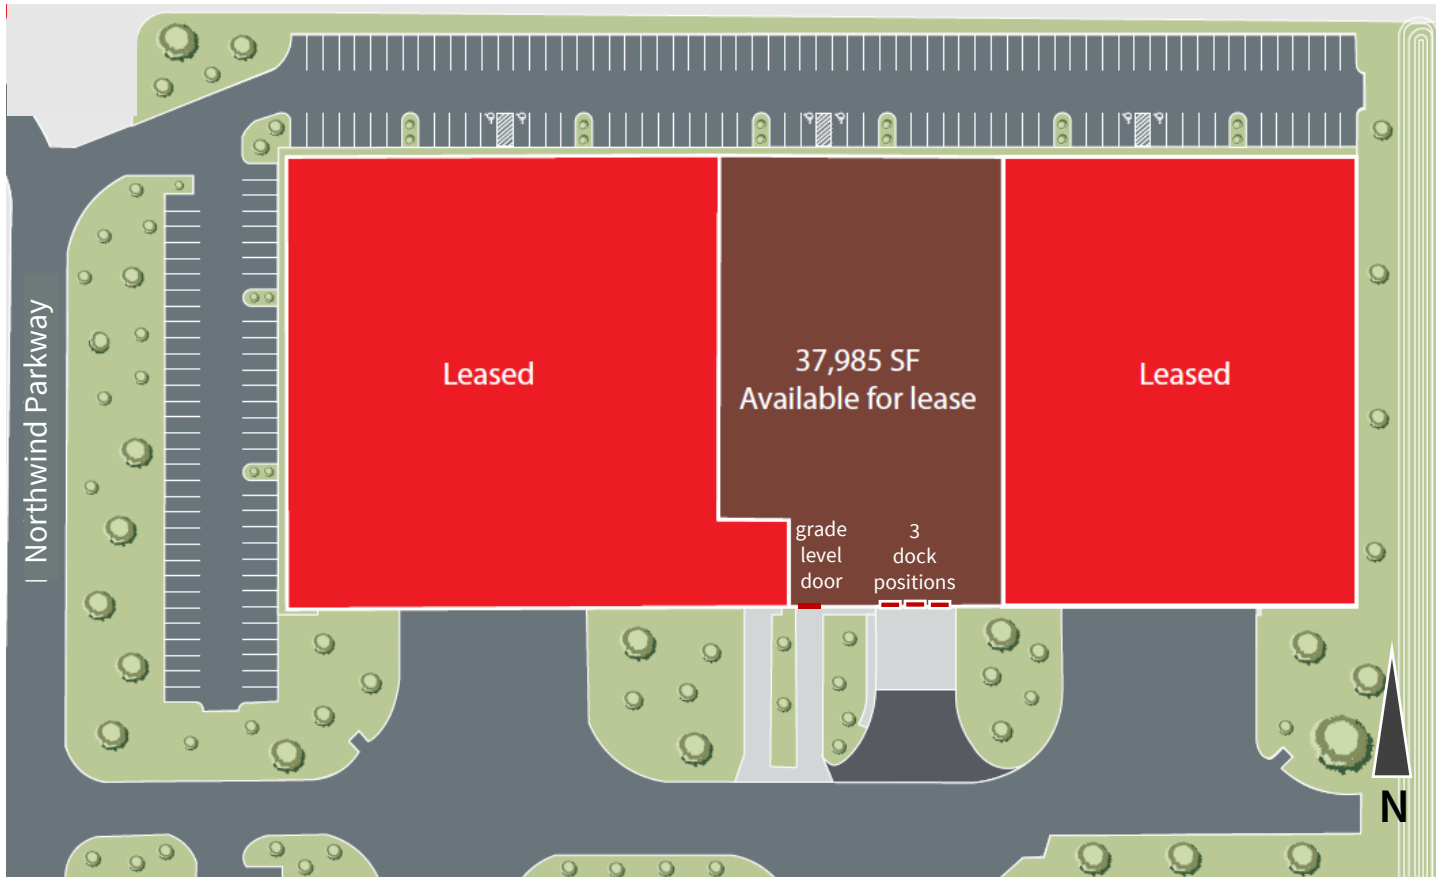 Leased
37,985 SF
Available for lease
Leased
grade
level
door
3
dock
positions
| Northwind Parkway
N